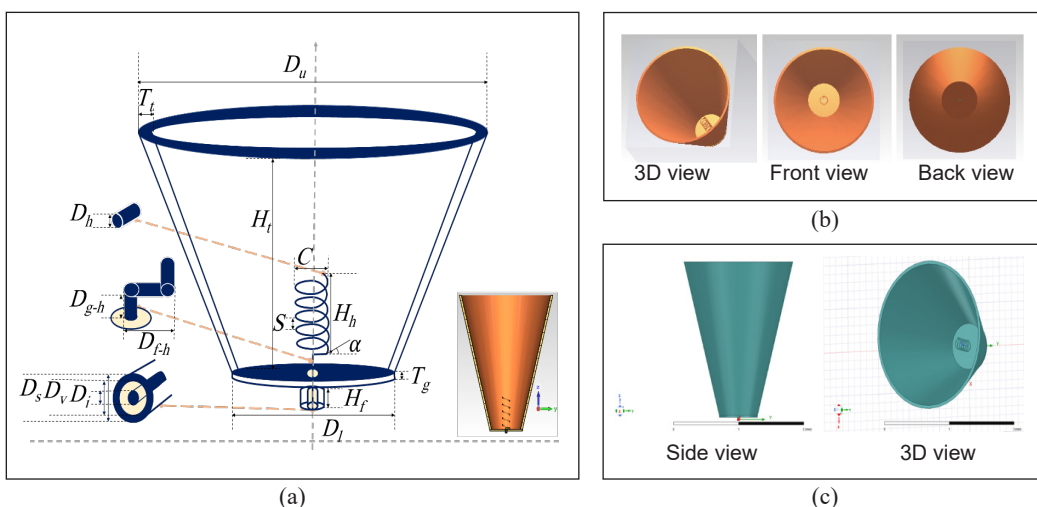 D_u
T_t
D_h
H_t
C
D_g-h
S
H_h
α
D_f-h
D_s D_v D_i
T_g
H_f
D_l
z
y
(a)
3D view Front view Back view
(b)
Side view 3D view
(c)